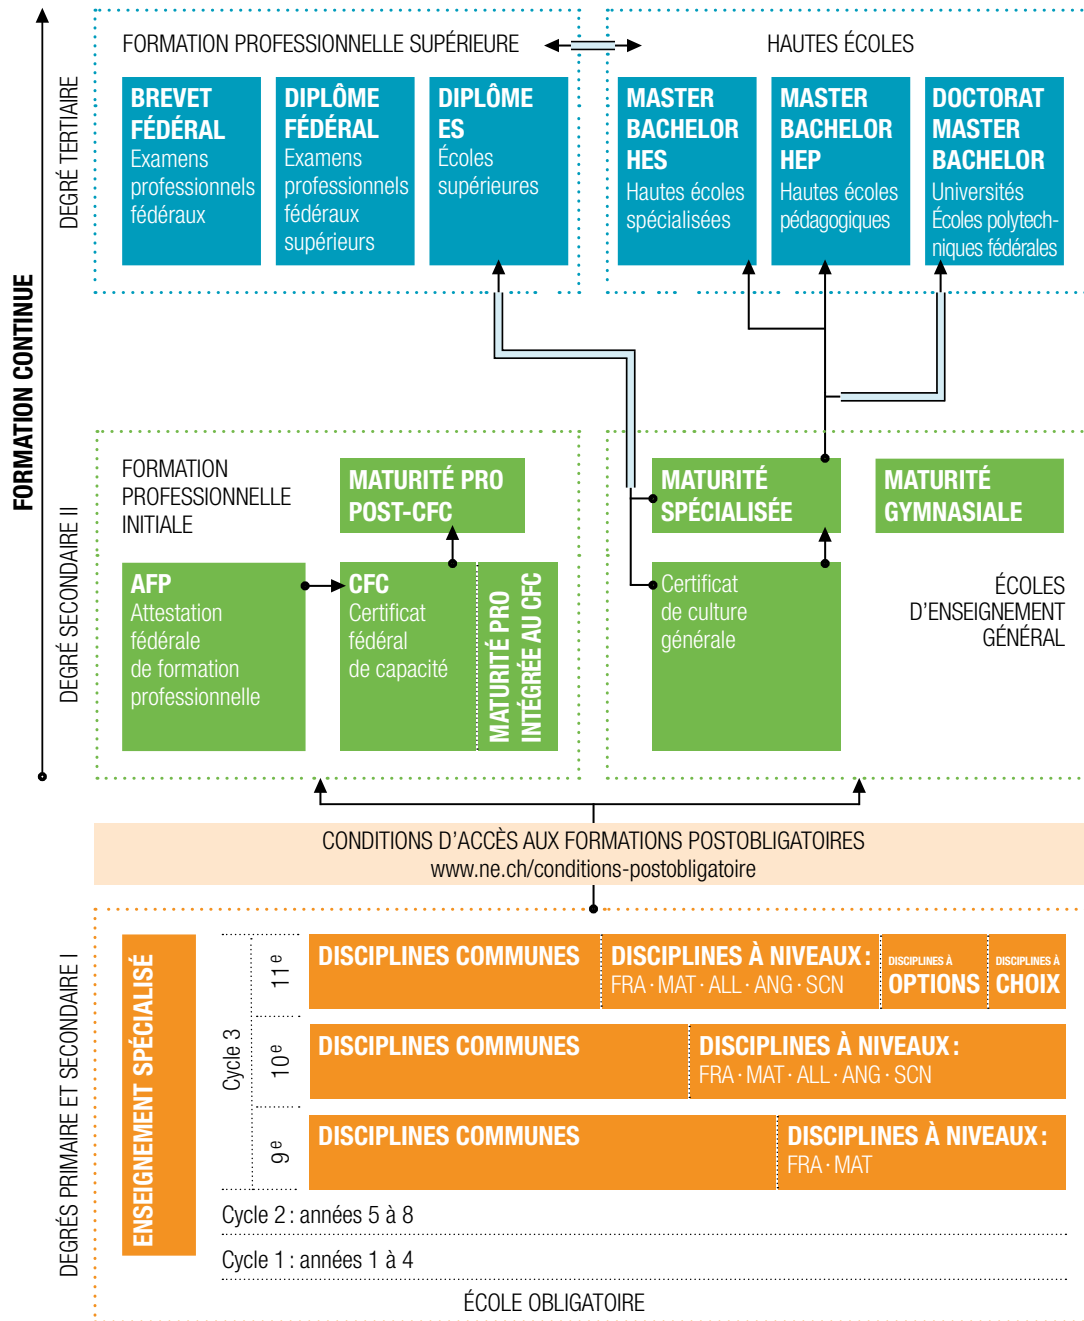 FORMATION CONTINUE
DEGRÉ TERTIAIRE
FORMATION PROFESSIONNELLE SUPÉRIEURE
BREVET
FÉDÉRAL
Examens
professionnels
fédéraux
DIPLÔME
FÉDÉRAL
Examens
professionnels
fédéraux
supérieurs
DIPLÔME
ES
Écoles
supérieures
HAUTES ÉCOLES
MASTER
BACHELOR
HES
Hautes écoles
spécialisées
MASTER
BACHELOR
HEP
Hautes écoles
pédagogiques
DOCTORAT
MASTER
BACHELOR
Universités
Écoles polytech-
niques fédérales
DEGRÉ SECONDAIRE II
FORMATION
PROFESSIONNELLE
INITIALE
MATURITÉ PRO
POST-CFC
AFP
Attestation
fédérale
de formation
professionnelle
CFC
Certificat
fédéral
de capacité
MATURITÉ PRO
INTÉGRÉE AU CFC
MATURITÉ
SPÉCIALISÉE
MATURITÉ
GYMNASIALE
Certificat
de culture
générale
ÉCOLES
D'ENSEIGNEMENT
GÉNÉRAL
CONDITIONS D'ACCÈS AUX FORMATIONS POSTOBLIGATOIRES
www.ne.ch/conditions-postobligatoire
DEGRÉS PRIMAIRE ET SECONDAIRE I
ENSEIGNEMENT SPÉCIALISÉ
Cycle 3
11e
DISCIPLINES COMMUNES
DISCIPLINES À NIVEAUX :
FRA · MAT · ALL · ANG · SCN
DISCIPLINES À
OPTIONS
DISCIPLINES À
CHOIX
10e
DISCIPLINES COMMUNES
DISCIPLINES À NIVEAUX :
FRA · MAT · ALL · ANG · SCN
9e
DISCIPLINES COMMUNES
DISCIPLINES À NIVEAUX :
FRA · MAT
Cycle 2 : années 5 à 8
Cycle 1 : années 1 à 4
ÉCOLE OBLIGATOIRE